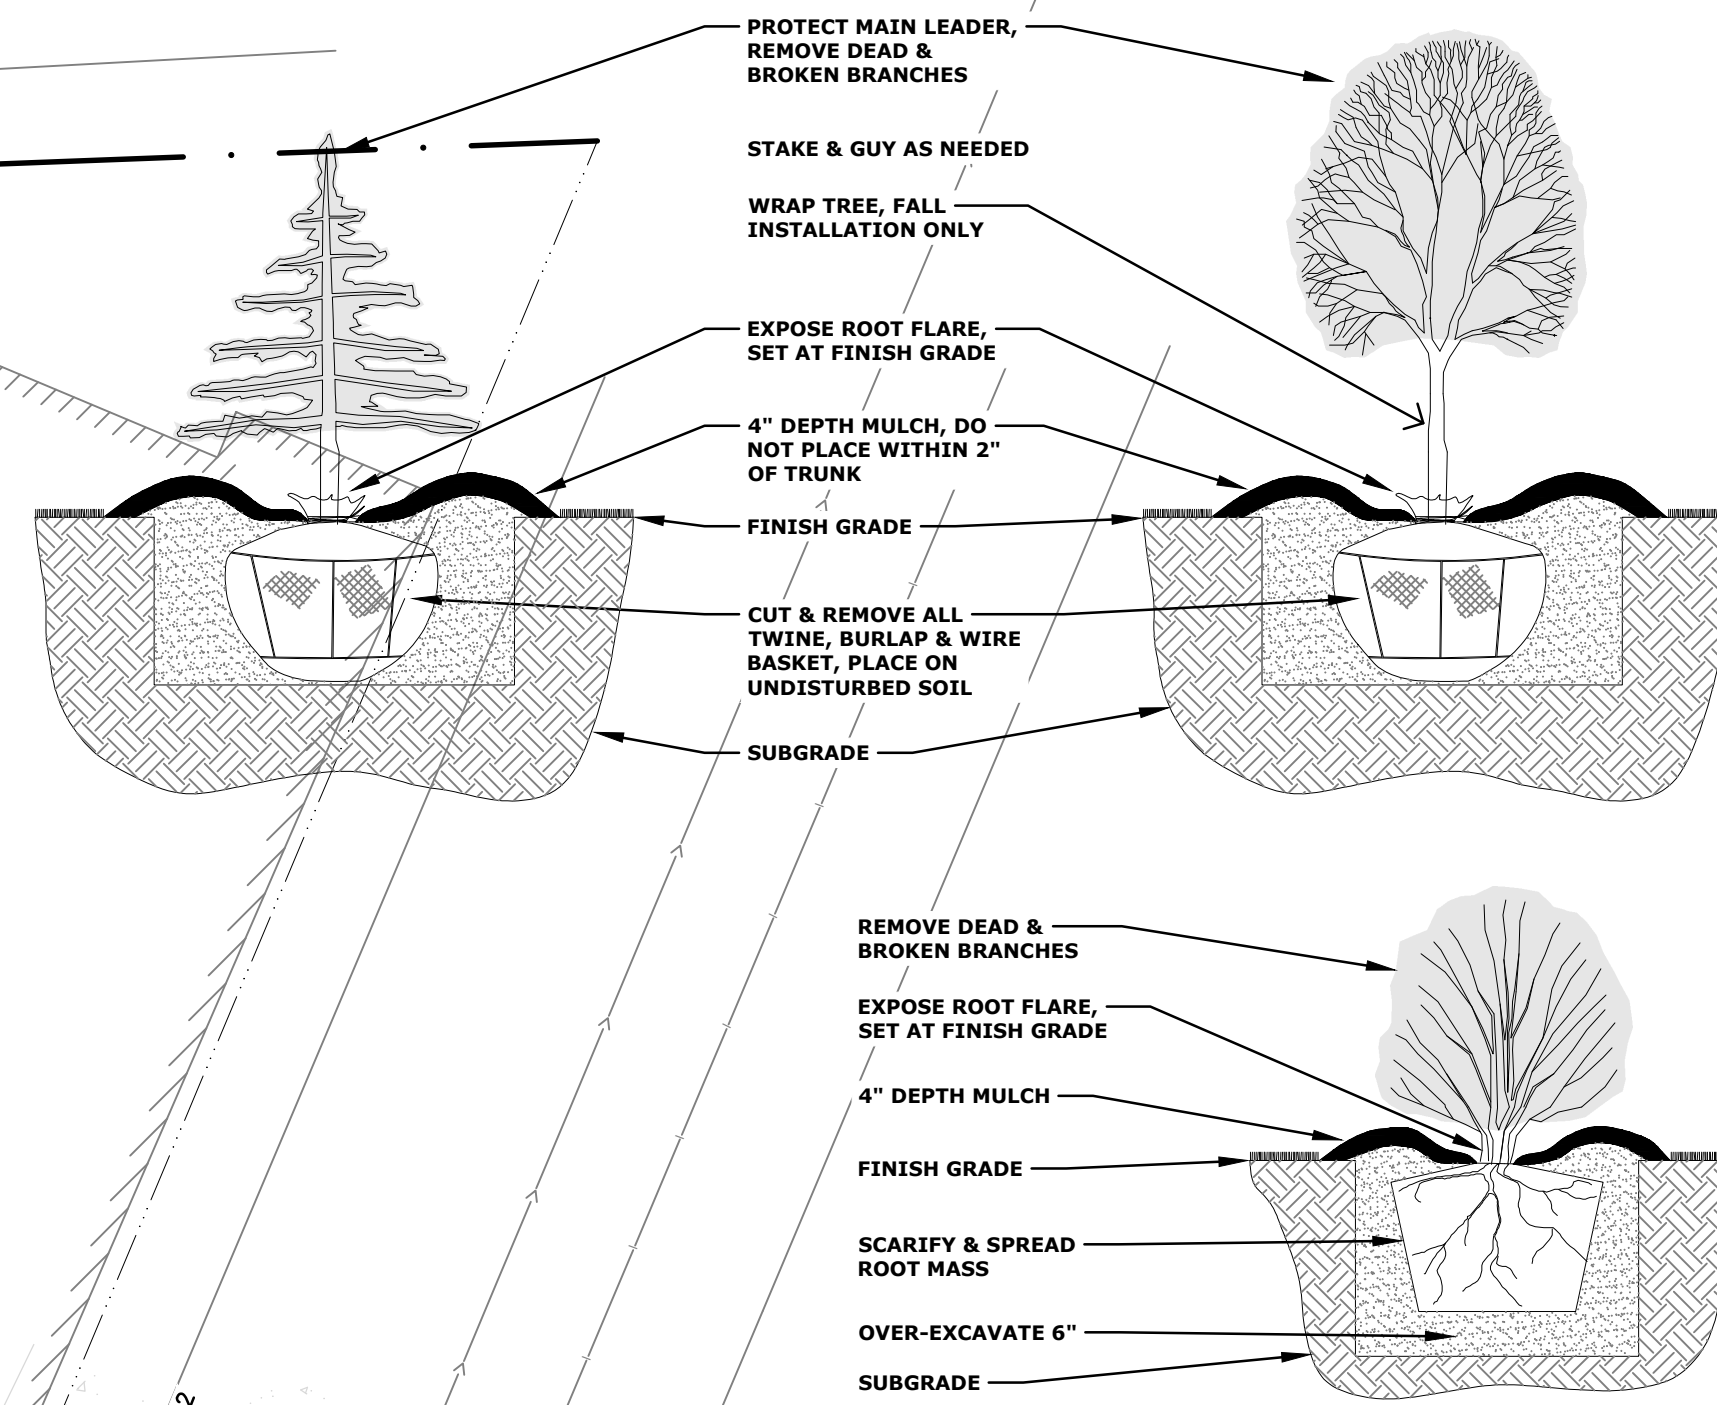 PROTECT MAIN LEADER,
REMOVE DEAD &
BROKEN BRANCHES
STAKE & GUY AS NEEDED
WRAP TREE, FALL
INSTALLATION ONLY
EXPOSE ROOT FLARE,
SET AT FINISH GRADE
4" DEPTH MULCH, DO
NOT PLACE WITHIN 2"
OF TRUNK
FINISH GRADE
CUT & REMOVE ALL
TWINE, BURLAP & WIRE
BASKET, PLACE ON
UNDISTURBED SOIL
SUBGRADE
REMOVE DEAD &
BROKEN BRANCHES
EXPOSE ROOT FLARE,
SET AT FINISH GRADE
4" DEPTH MULCH
FINISH GRADE
SCARIFY & SPREAD
ROOT MASS
OVER-EXCAVATE 6"
SUBGRADE
2